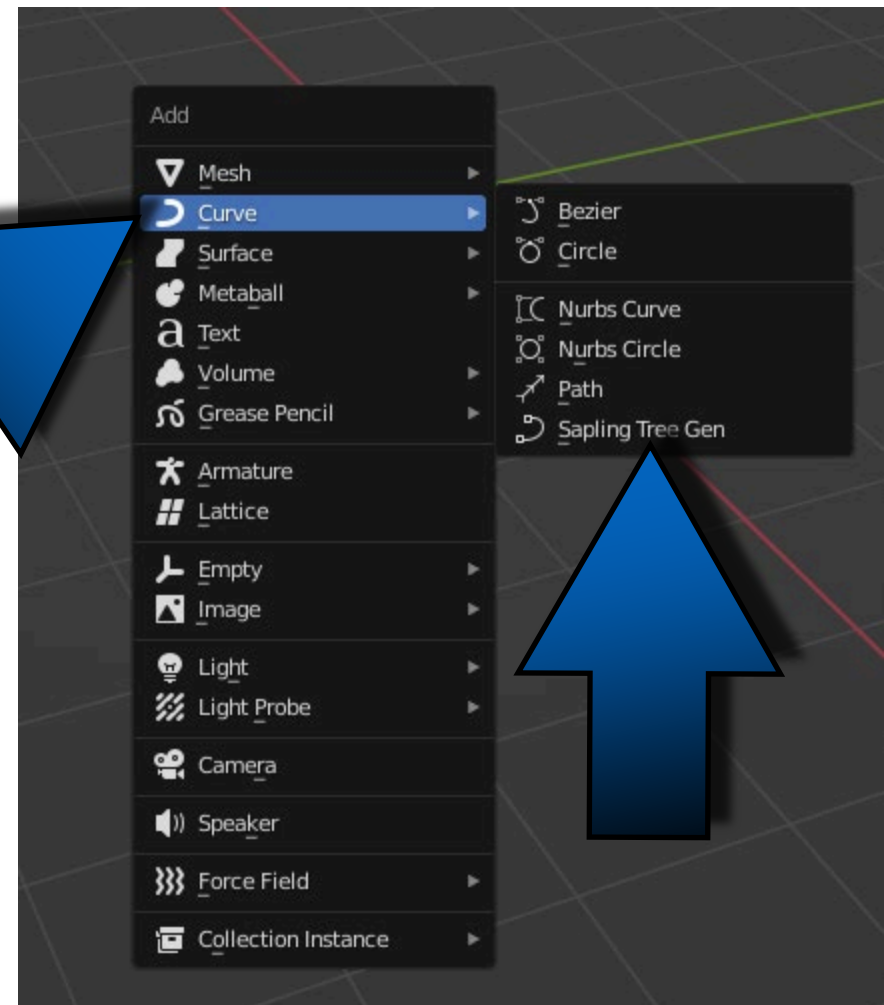 Add
Mesh
Curve
Surface
Metaball
Text
Volume
Grease Pencil
Armature
Lattice
Empty
Image
Light
Light Probe
Camera
Speaker
Force Field
Collection Instance
Bezier
Circle
Nurbs Curve
Nurbs Circle
Path
Sapling Tree Gen